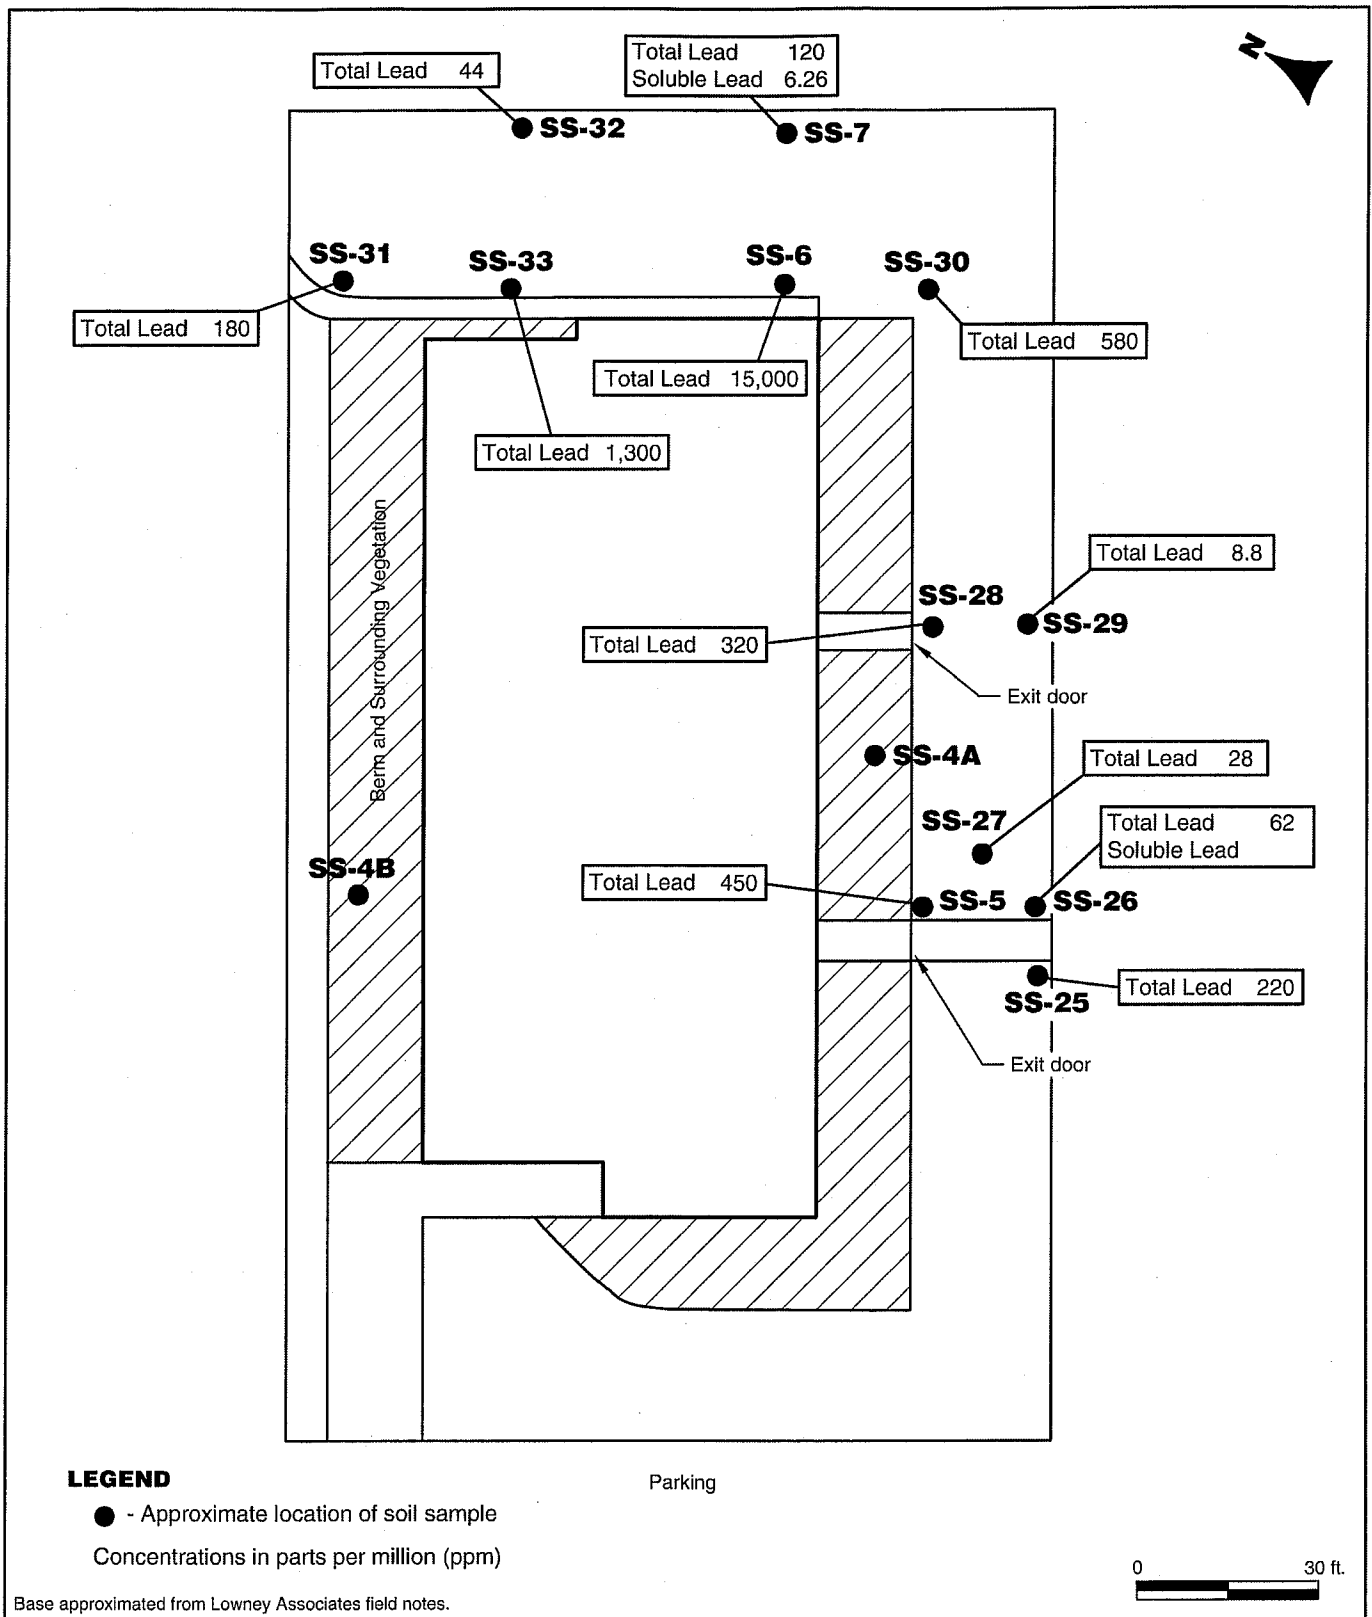 N
Total Lead 44
Total Lead 120
Soluble Lead 6.26
SS-32
SS-7
SS-31
SS-33
SS-6
SS-30
Total Lead 180
Total Lead 580
Total Lead 15,000
Total Lead 1,300
Berm and Surrounding Vegetation
Total Lead 8.8
SS-28
SS-29
Total Lead 320
Exit door
SS-4A
Total Lead 28
SS-27
Total Lead 62
Soluble Lead
SS-4B
Total Lead 450
SS-5
SS-26
SS-25
Total Lead 220
Exit door
LEGEND
Parking
- Approximate location of soil sample
Concentrations in parts per million (ppm)
0 30 ft.
Base approximated from Lowney Associates field notes.